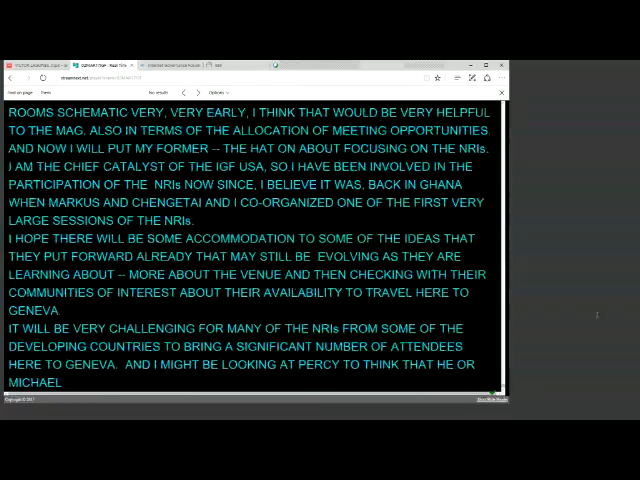 streamtext.net
Find on page
No results
Options
ROOMS SCHEMATIC VERY, VERY EARLY, I THINK THAT WOULD BE VERY HELPFUL
TO THE MAG, ALSO IN TERMS OF THE ALLOCATION OF MEETING OPPORTUNITIES.
AND NOW I WILL PUT MY FORMER -- THE HAT ON ABOUT FOCUSING ON THE NRIs.
I AM THE CHIEF CATALYST OF THE IGF USA, SO I HAVE BEEN INVOLVED IN THE
PARTICIPATION OF THE NRIs NOW SINCE, I BELIEVE IT WAS, BACK IN GHANA
WHEN MARKUS AND CHENGETAI AND I CO-ORGANIZED ONE OF THE FIRST VERY
LARGE SESSIONS OF THE NRIs.
I HOPE THERE WILL BE SOME ACCOMMODATION TO SOME OF THE IDEAS THAT
THEY PUT FORWARD ALREADY THAT MAY STILL BE EVOLVING AS THEY ARE
LEARNING ABOUT -- MORE ABOUT THE VENUE AND THEN CHECKING WITH THEIR
COMMUNITIES OF INTEREST ABOUT THEIR AVAILABILITY TO TRAVEL HERE TO
GENEVA.
IT WILL BE VERY CHALLENGING FOR MANY OF THE NRIs FROM SOME OF THE
DEVELOPING COUNTRIES TO BRING A SIGNIFICANT NUMBER OF ATTENDEES
HERE TO GENEVA. AND I MIGHT BE LOOKING AT PERCY TO THINK THAT HE OR
MICHAEL